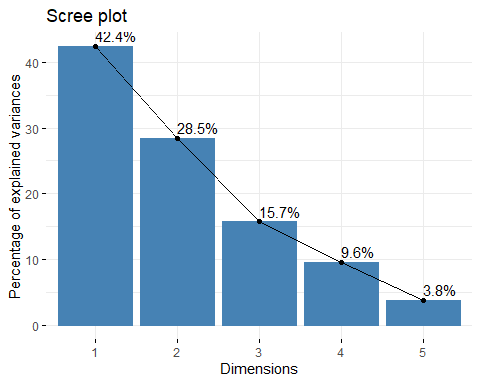 Scree plot
Percentage of explained variances
40
30
20
10
0
42.4%
28.5%
15.7%
9.6%
3.8%
1 2 3 4 5
Dimensions